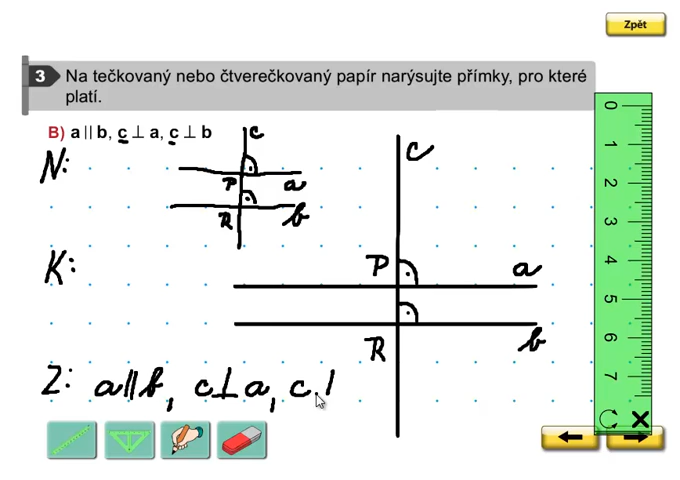 Zpět
3 Na tečkovaný nebo čtverečkovaný papír narýsujte přímky, pro které
platí.
B) a || b, c ⊥ a, c ⊥ b
N:
c
P a
R b
c
K:
P a
R b
Z: a||b, c⊥a, c
0
1
2
3
4
5
6
7